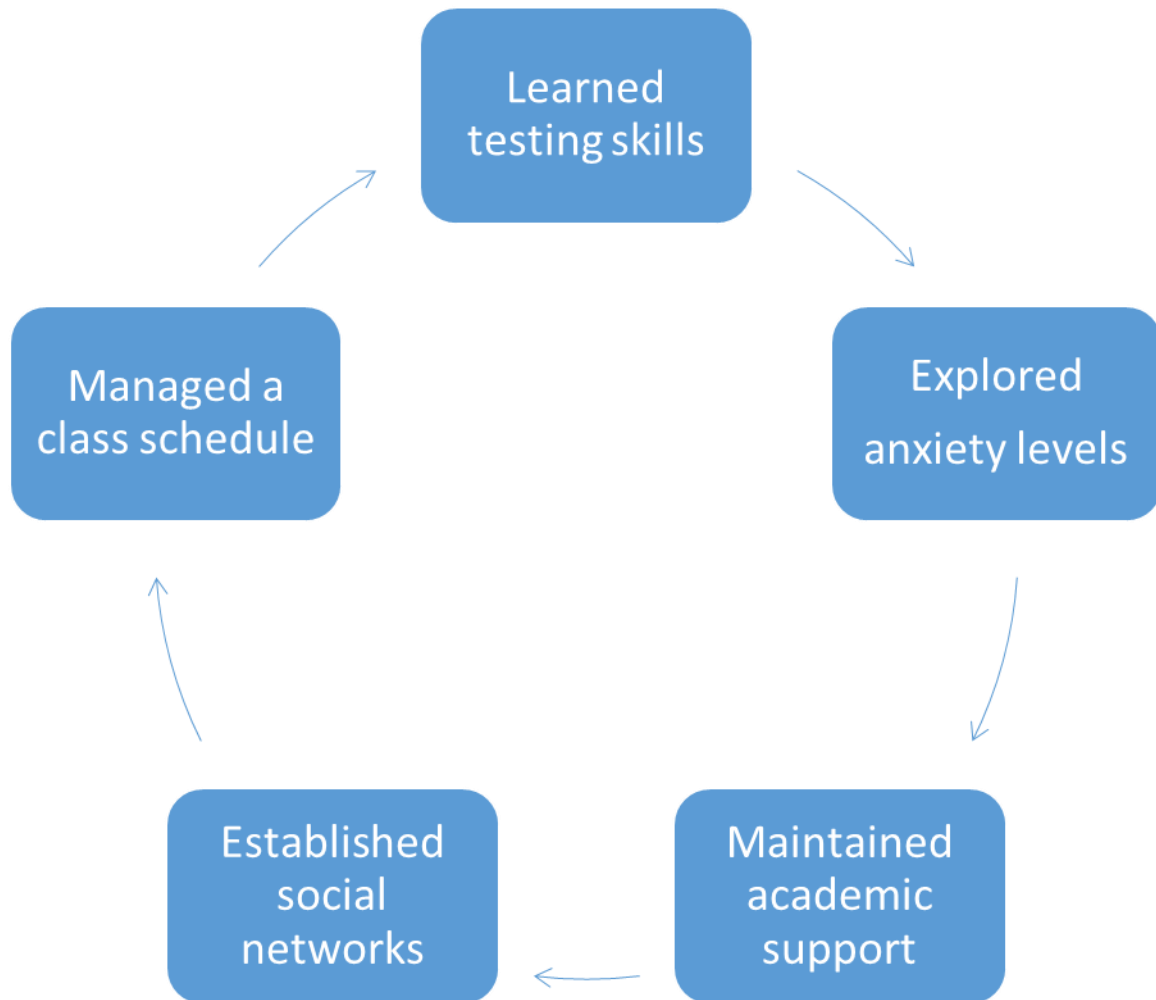 Learned
testing skills
Explored
anxiety levels
Maintained
academic
support
Established
social
networks
Managed a
class schedule